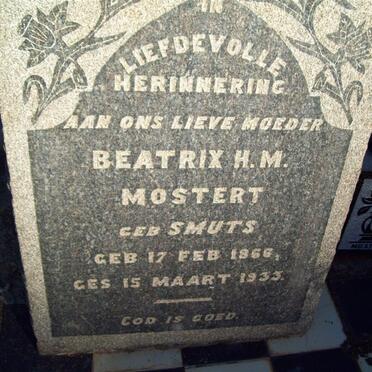 IN
LIEFDEVOLLE
HERINNERING
AAN ONS LIEVE MOEDER
BEATRIX H.M.
MOSTERT
GEB SMUTS
GEB 17 FEB 1866,
GES 15 MAART 1933.
GOD IS GOED.